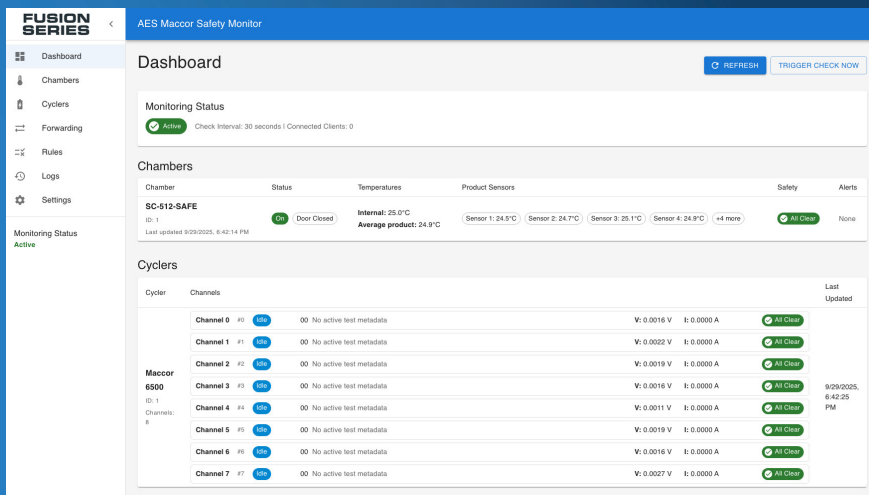 FUSION
SERIES
AES Maccor Safety Monitor
Dashboard
Chambers
Cyclers
Forwarding
Rules
Logs
Settings
Monitoring Status
Active
Dashboard
REFRESH
TRIGGER CHECK NOW
Monitoring Status
Active
Check Interval: 30 seconds | Connected Clients: 0
Chambers
Chamber Status Temperatures Product Sensors Safety Alerts
SC-512-SAFE
ID: 1
Last updated 9/29/2025, 6:42:14 PM
On Door Closed
Internal: 25.0°C
Average product: 24.9°C
Sensor 1: 24.5°C Sensor 2: 24.7°C Sensor 3: 25.1°C Sensor 4: 24.9°C +4 more
All Clear
None
Cyclers
Cycler Channels Last Updated
Maccor
6500
ID: 1
Channels:
8
Channel 0 #0 Idle 00 No active test metadata V: 0.0016 V I: 0.0000 A All Clear
Channel 1 #1 Idle 00 No active test metadata V: 0.0022 V I: 0.0000 A All Clear
Channel 2 #2 Idle 00 No active test metadata V: 0.0019 V I: 0.0000 A All Clear
Channel 3 #3 Idle 00 No active test metadata V: 0.0016 V I: 0.0000 A All Clear
Channel 4 #4 Idle 00 No active test metadata V: 0.0011 V I: 0.0000 A All Clear
Channel 5 #5 Idle 00 No active test metadata V: 0.0019 V I: 0.0000 A All Clear
Channel 6 #6 Idle 00 No active test metadata V: 0.0016 V I: 0.0000 A All Clear
Channel 7 #7 Idle 00 No active test metadata V: 0.0027 V I: 0.0000 A All Clear
9/29/2025,
6:42:25
PM